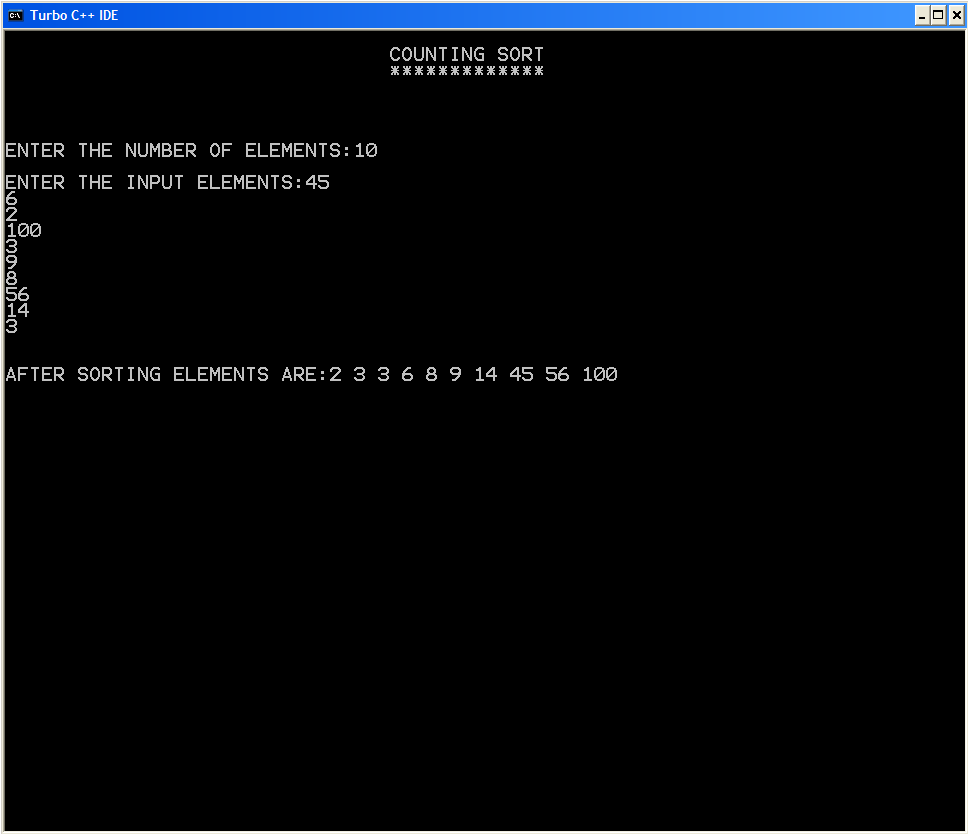 Turbo C++ IDE
COUNTING SORT
*************
ENTER THE NUMBER OF ELEMENTS:10
ENTER THE INPUT ELEMENTS:45
6
2
100
3
9
8
56
14
3
AFTER SORTING ELEMENTS ARE:2 3 3 6 8 9 14 45 56 100